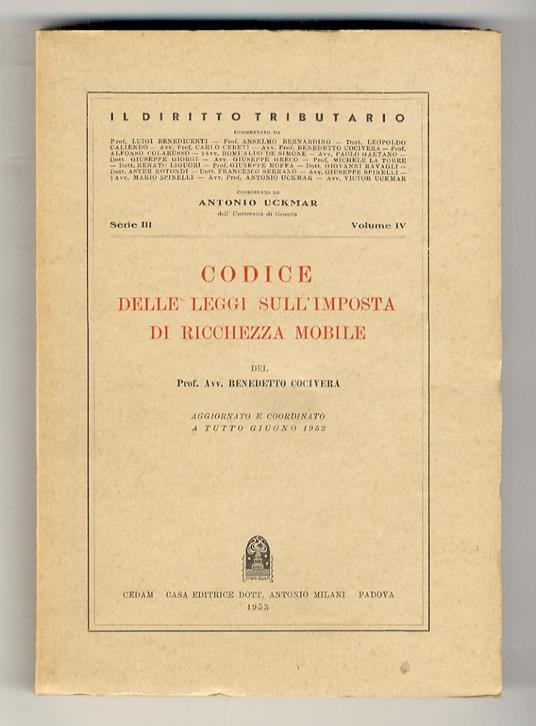 IL DIRITTO TRIBUTARIO
COMMENTATO DA
Prof. LUIGI BENEDICENTI — Prof. ANSELMO BERNARDINO — Dott. LEOPOLDO
CALIENDO — Avv. Prof. CARLO CERETI — Avv. Prof. BENEDETTO COCIVERA — Prof.
ALFONSO COLARUSSO — †Avv. ROMUALDO DE SIMONE — Avv. PAOLO GAETANO —
Dott. GIUSEPPE GIORGI — Avv. GIUSEPPE GRECO — Prof. MICHELE LA TORRE
— Dott. RENATO LIGUORI — Prof. GIUSEPPE MOFFA — Dott. GIOVANNI RAVAGLI —
Dott. ASTER ROTONDI — Dott. FRANCESCO SERRANO — Avv. GIUSEPPE SPINELLI —
†Avv. MARIO SPINELLI — Avv. Prof. ANTONIO UCKMAR — Avv. VICTOR UCKMAR
COORDINATO DA
ANTONIO UCKMAR
dell'Università di Genova
Serie III Volume IV
CODICE
DELLE LEGGI SULL'IMPOSTA
DI RICCHEZZA MOBILE
DEL
Prof. Avv. BENEDETTO COCIVERA
AGGIORNATO E COORDINATO
A TUTTO GIUGNO 1952
CEDAM CASA EDITRICE DOTT. ANTONIO MILANI PADOVA
1953